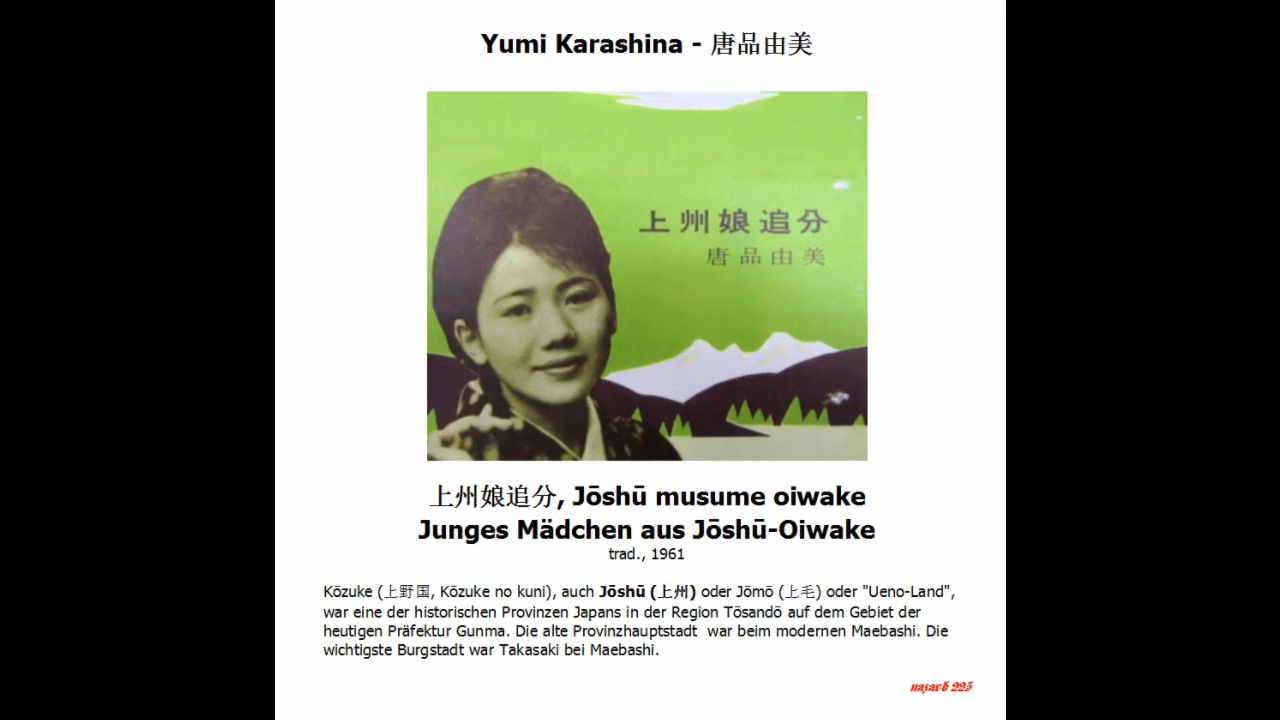 Yumi Karashina - 唐品由美
上州娘追分
唐品由美
上州娘追分, Jōshū musume oiwake
Junges Mädchen aus Jōshū-Oiwake
trad., 1961
Kōzuke (上野国, Kōzuke no kuni), auch Jōshū (上州) oder Jōmō (上毛) oder "Ueno-Land",
war eine der historischen Provinzen Japans in der Region Tōsandō auf dem Gebiet der
heutigen Präfektur Gunma. Die alte Provinzhauptstadt war beim modernen Maebashi. Die
wichtigste Burgstadt war Takasaki bei Maebashi.
225